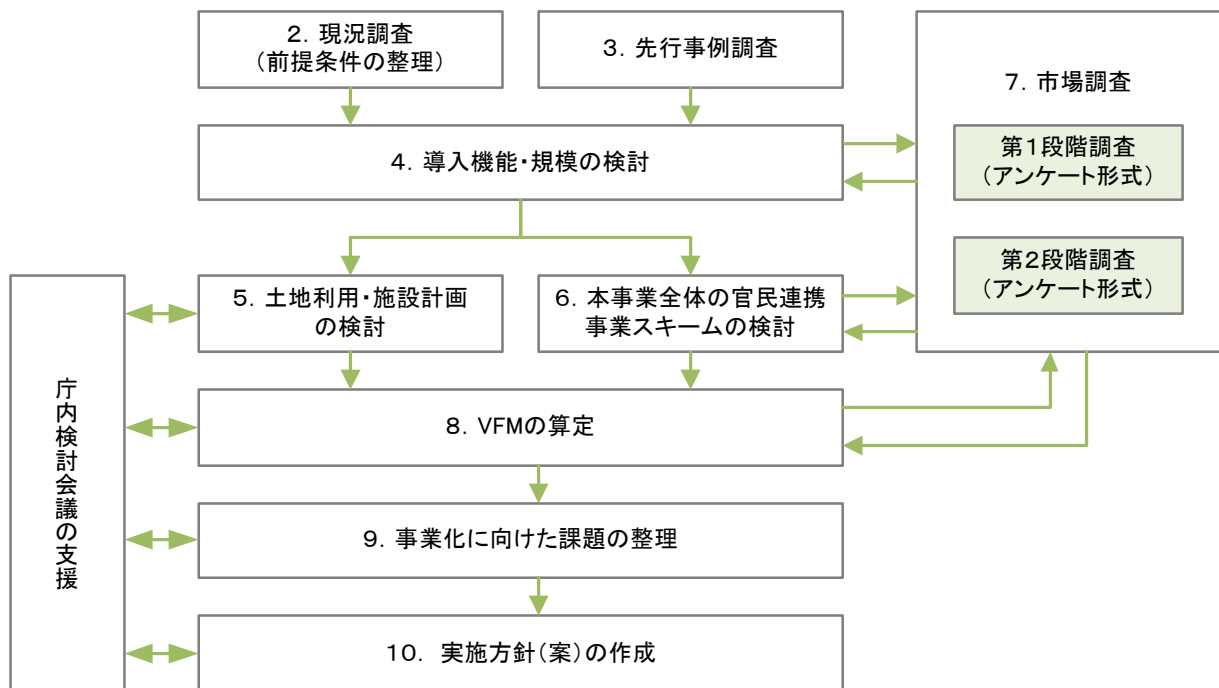 2．現況調査
（前提条件の整理）
3．先行事例調査
7．市場調査
4．導入機能・規模の検討
第１段階調査
（アンケート形式）
第２段階調査
（アンケート形式）
5．土地利用・施設計画
の検討
6．本事業全体の官民連携
事業スキームの検討
庁内検討会議の支援
8．VFMの算定
9．事業化に向けた課題の整理
10． 実施方針（案）の作成